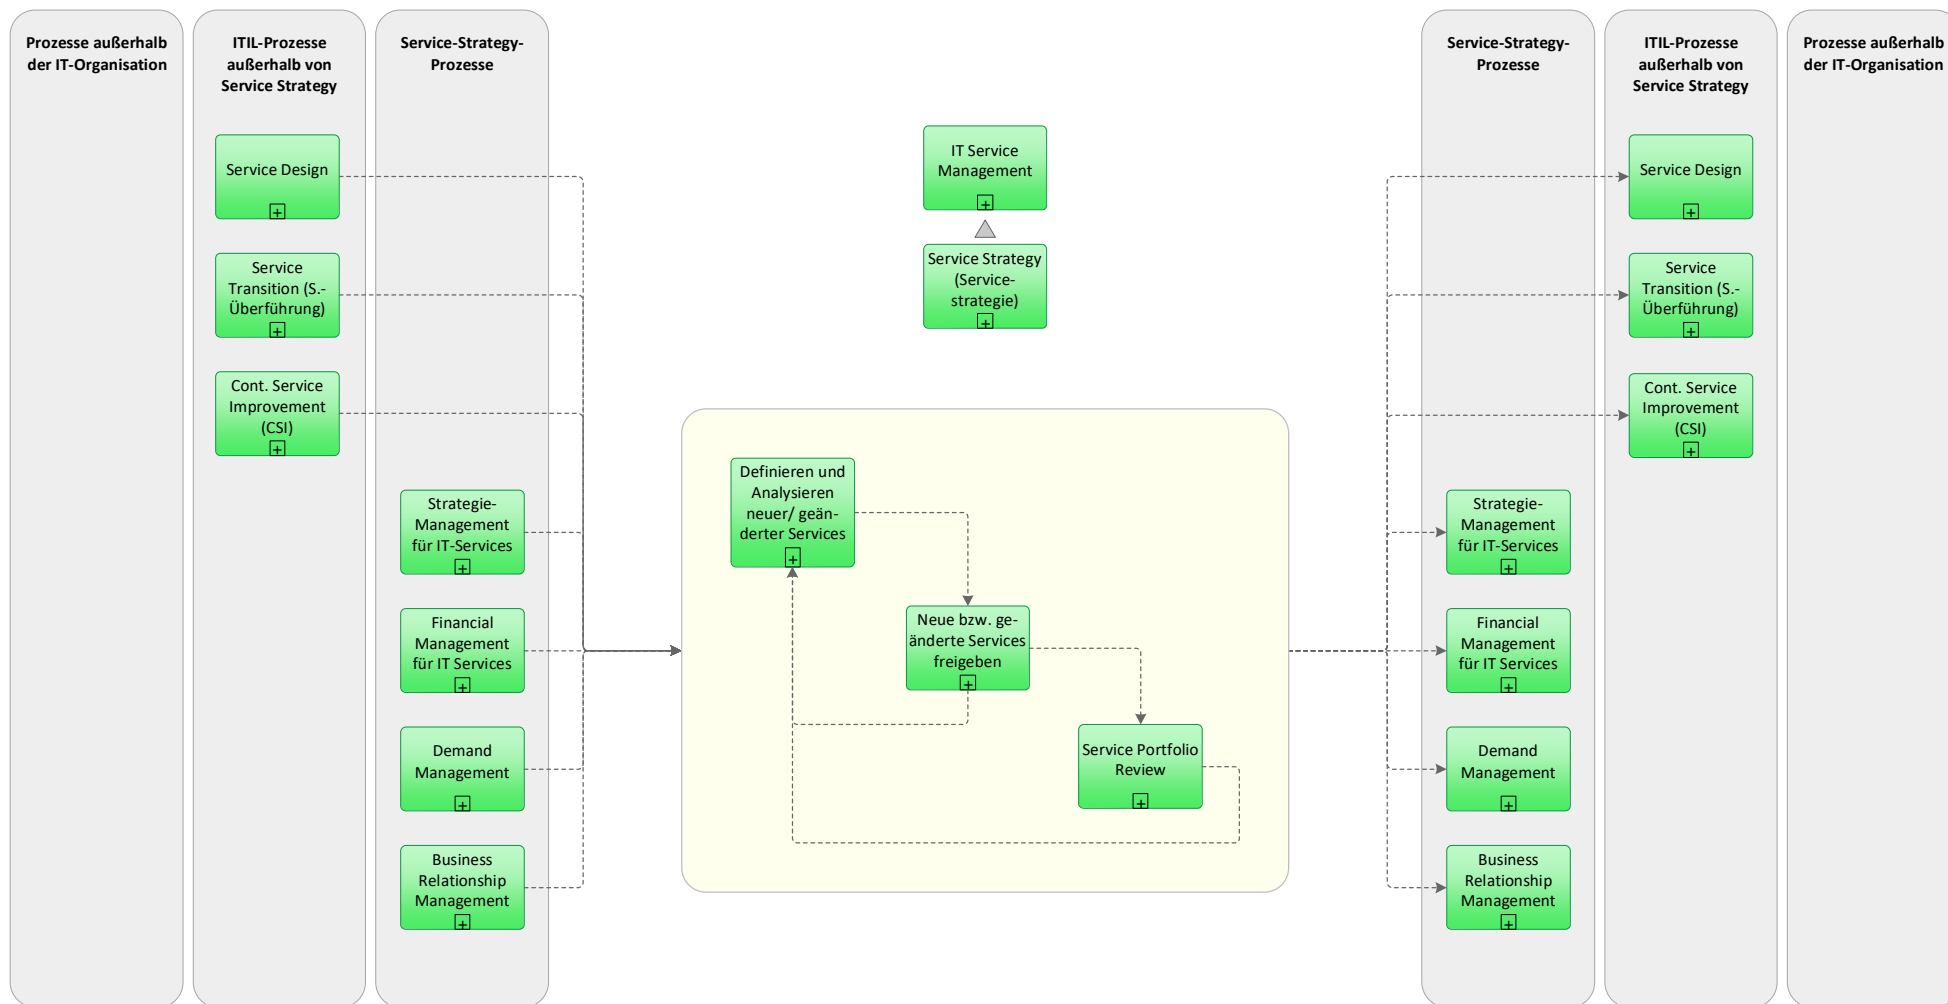 Prozesse außerhalb
der IT-Organisation
ITIL-Prozesse
außerhalb von
Service Strategy
Service-Strategy-
Prozesse
Service Design
Service
Transition (S.-
Überführung)
Cont. Service
Improvement
(CSI)
Strategie-
Management
für IT-Services
Financial
Management
für IT Services
Demand
Management
Business
Relationship
Management
IT Service
Management
Service Strategy
(Service-
strategie)
Definieren und
Analysieren
neuer/ geän-
derter Services
Neue bzw. ge-
änderte Services
freigeben
Service Portfolio
Review
Service-Strategy-
Prozesse
ITIL-Prozesse
außerhalb von
Service Strategy
Prozesse außerhalb
der IT-Organisation
Service Design
Service
Transition (S.-
Überführung)
Cont. Service
Improvement
(CSI)
Strategie-
Management
für IT-Services
Financial
Management
für IT Services
Demand
Management
Business
Relationship
Management